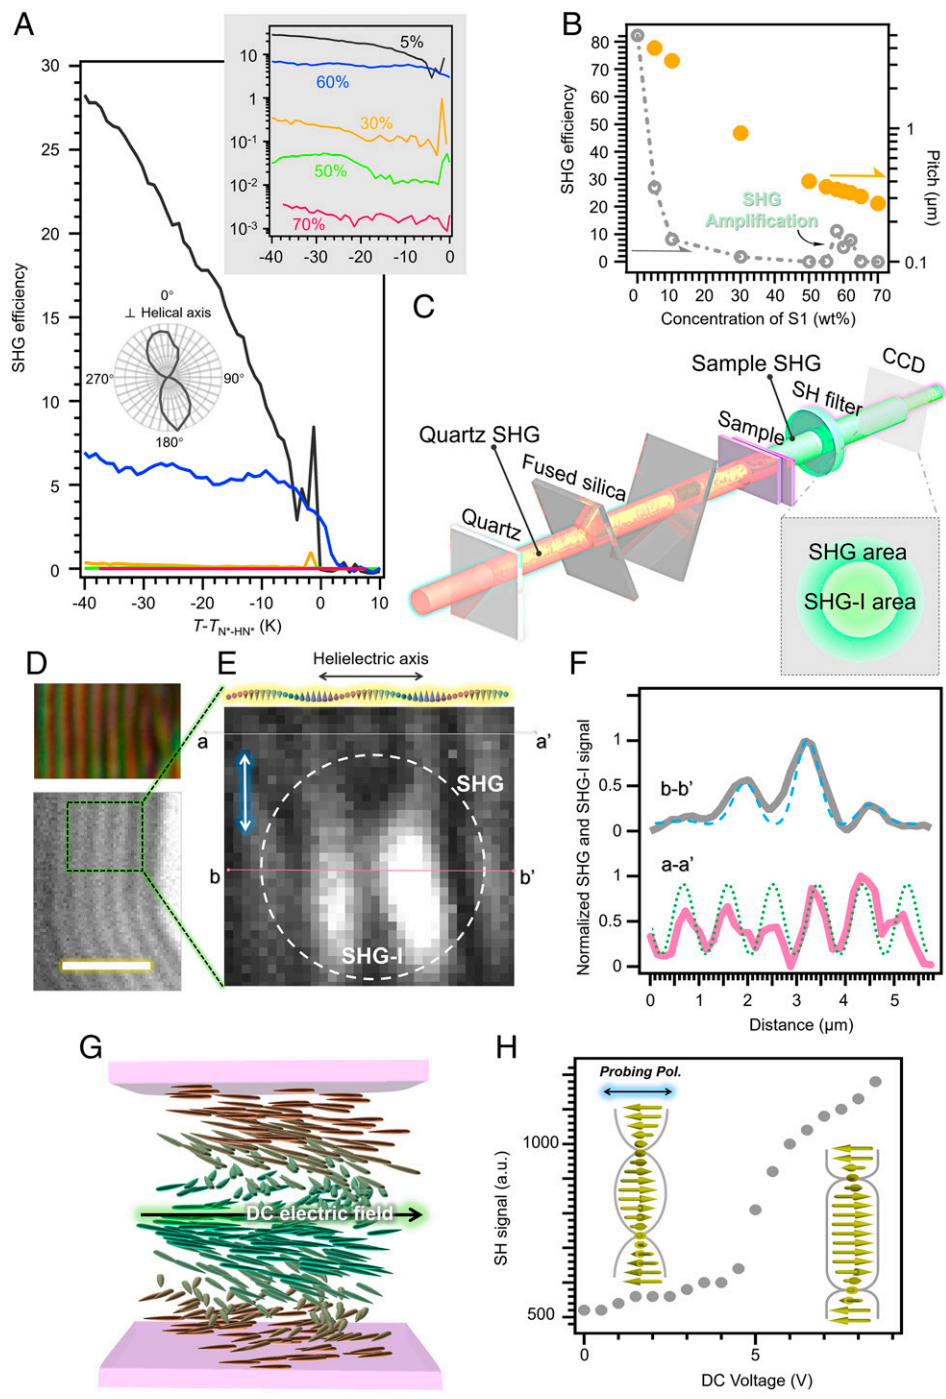 A
SHG efficiency
30
25
20
15
10
5
0
-40
-30
-20
-10
0
10
T-T_N*-HN* (K)
0°
⊥ Helical axis
270°
90°
180°
10
1
10⁻¹
10⁻²
10⁻³
5%
60%
30%
50%
70%
-40
-30
-20
-10
0
B
SHG efficiency
80
70
60
50
40
30
20
10
0
0 10 20 30 40 50 60 70
Concentration of S1 (wt%)
Pitch (µm)
1
0.1
SHG
Amplification
C
Quartz SHG
Quartz
Fused silica
Sample SHG
Sample
SH filter
CCD
SHG area
SHG-I area
D
E
Helielectric axis
a
a'
SHG
b
b'
SHG-I
F
Normalized SHG and SHG-I signal
1
0.5
0
b-b'
a-a'
1
0.5
0
0 1 2 3 4 5
Distance (µm)
G
DC electric field
H
Probing Pol.
SH signal (a.u.)
1000
500
0
5
DC Voltage (V)